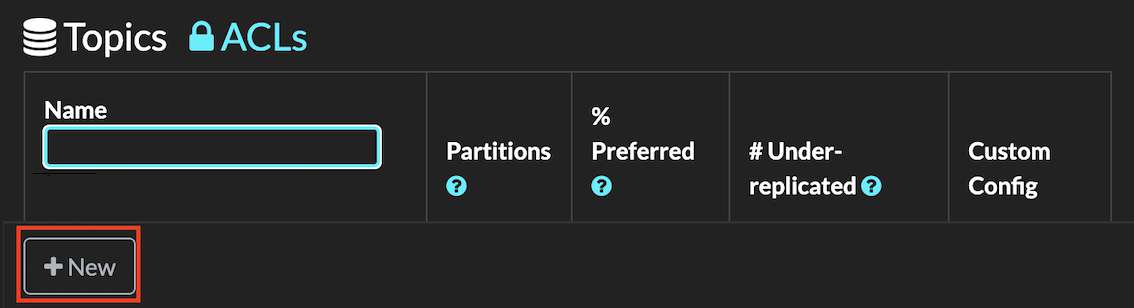 Topics ACLs
Name
Partitions
?
%
Preferred
?
# Under-
replicated ?
Custom
Config
+ New